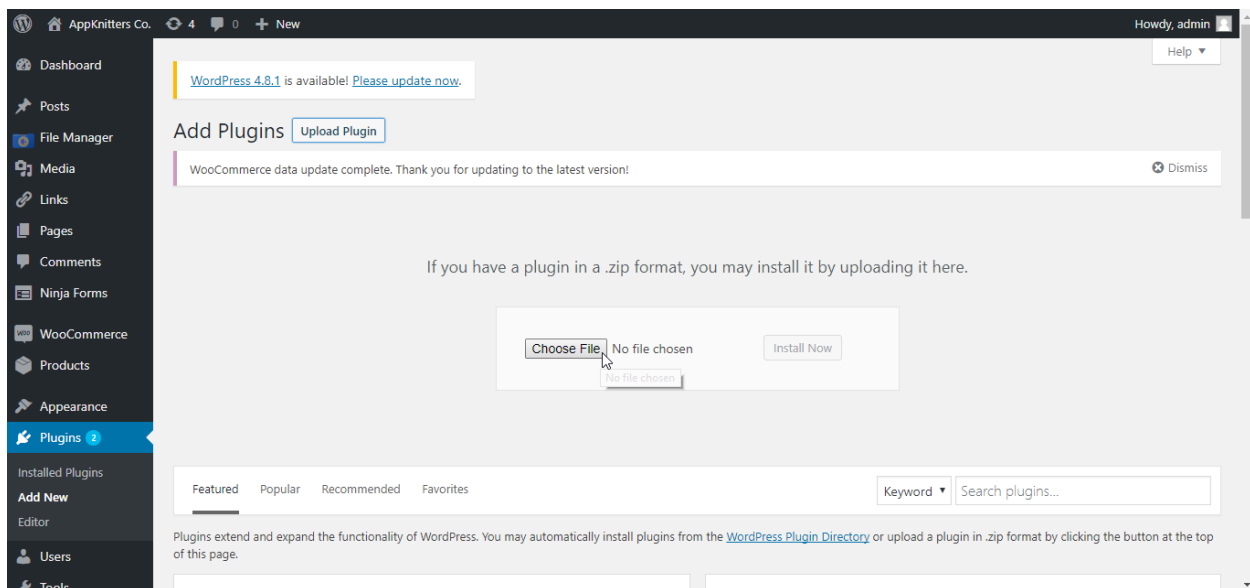 AppKnitters Co. 4 0 + New Howdy, admin
Help ▼
Dashboard
Posts
File Manager
Media
Links
Pages
Comments
Ninja Forms
WooCommerce
Products
Appearance
Plugins 2
Installed Plugins
Add New
Editor
Users
Tools
WordPress 4.8.1 is available! Please update now.
Add Plugins Upload Plugin
WooCommerce data update complete. Thank you for updating to the latest version! Dismiss
If you have a plugin in a .zip format, you may install it by uploading it here.
Choose File No file chosen Install Now
No file chosen
Featured Popular Recommended Favorites Keyword ▼ Search plugins...
Plugins extend and expand the functionality of WordPress. You may automatically install plugins from the WordPress Plugin Directory or upload a plugin in .zip format by clicking the button at the top
of this page.